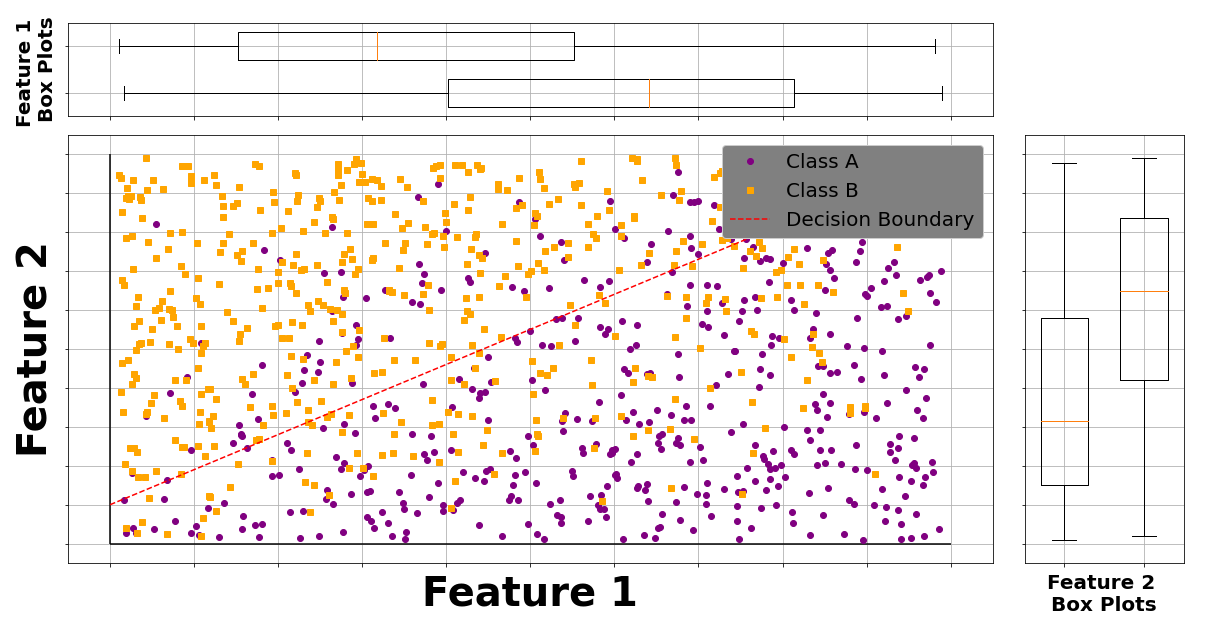 Feature 1
Box Plots
Class A
Class B
Decision Boundary
Feature 2
Feature 1
Feature 2
Box Plots